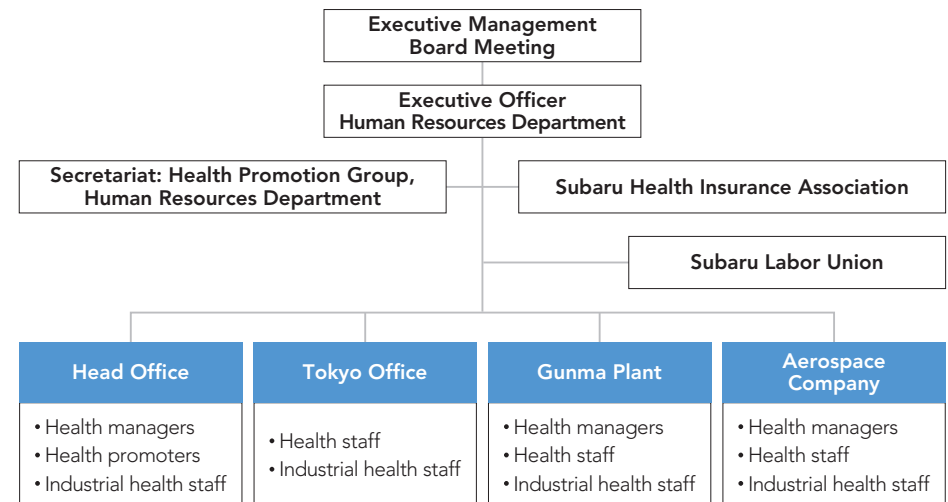 Executive Management
Board Meeting
Executive Officer
Human Resources Department
Secretariat: Health Promotion Group,
Human Resources Department
Subaru Health Insurance Association
Subaru Labor Union
Head Office
• Health managers
• Health promoters
• Industrial health staff
Tokyo Office
• Health staff
• Industrial health staff
Gunma Plant
• Health managers
• Health staff
• Industrial health staff
Aerospace
Company
• Health managers
• Health staff
• Industrial health staff